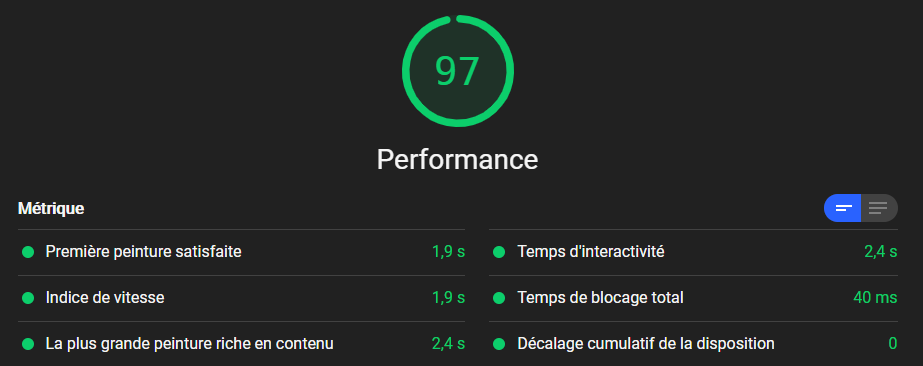 97
Performance
Métrique
Première peinture satisfaite 1,9 s
Temps d'interactivité 2,4 s
Indice de vitesse 1,9 s
Temps de blocage total 40 ms
La plus grande peinture riche en contenu 2,4 s
Décalage cumulatif de la disposition 0